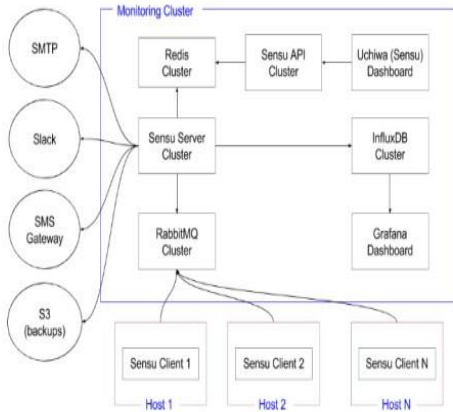 Monitoring Cluster
SMTP
Slack
SMS
Gateway
S3
(backups)
Redis
Cluster
Sensu API
Cluster
Uchiwa (Sensu)
Dashboard
Sensu Server
Cluster
InfluxDB
Cluster
RabbitMQ
Cluster
Grafana
Dashboard
Sensu Client 1
Sensu Client 2
Sensu Client N
Host 1
Host 2
Host N